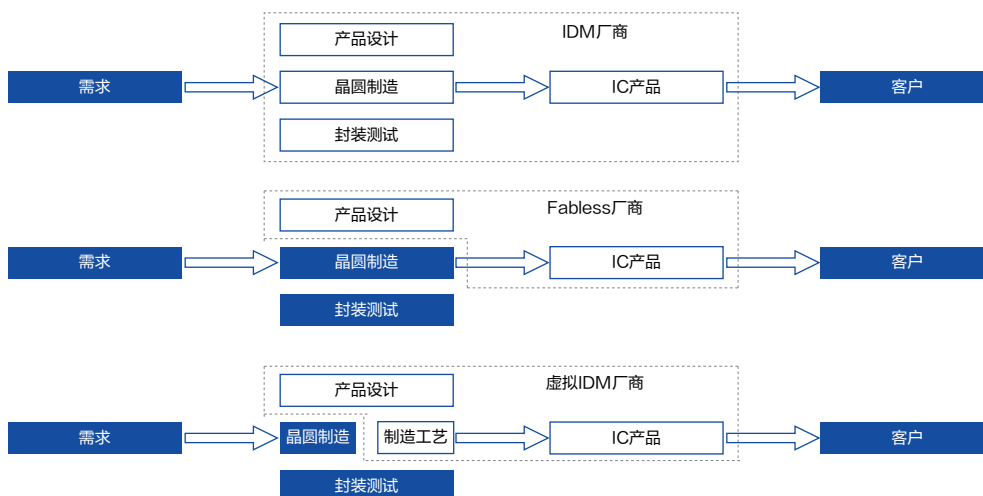 IDM厂商
产品设计
需求
晶圆制造
IC产品
客户
封装测试
Fabless厂商
产品设计
需求
晶圆制造
IC产品
客户
封装测试
虚拟IDM厂商
产品设计
需求
晶圆制造
制造工艺
IC产品
客户
封装测试